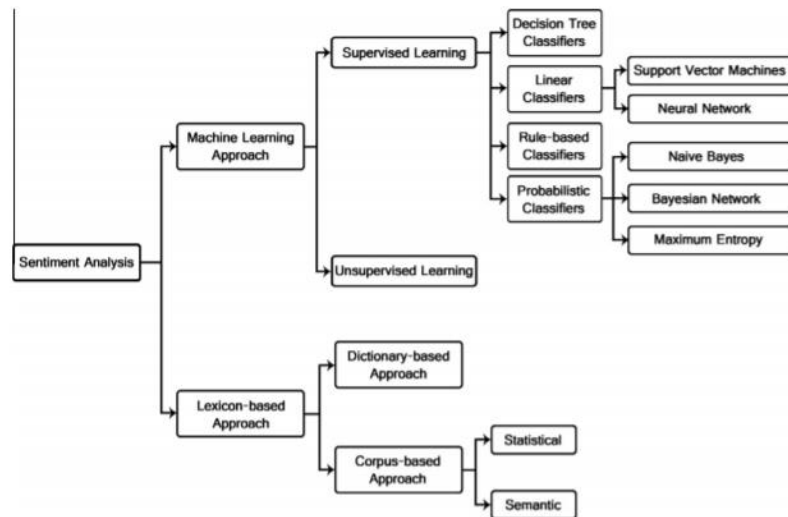 Decision Tree
Classifiers
Supervised Learning
Linear
Classifiers
Support Vector Machines
Neural Network
Machine Learning
Approach
Rule-based
Classifiers
Naive Bayes
Probabilistic
Classifiers
Bayesian Network
Maximum Entropy
Sentiment Analysis
Unsupervised Learning
Dictionary-based
Approach
Lexicon-based
Approach
Corpus-based
Approach
Statistical
Semantic